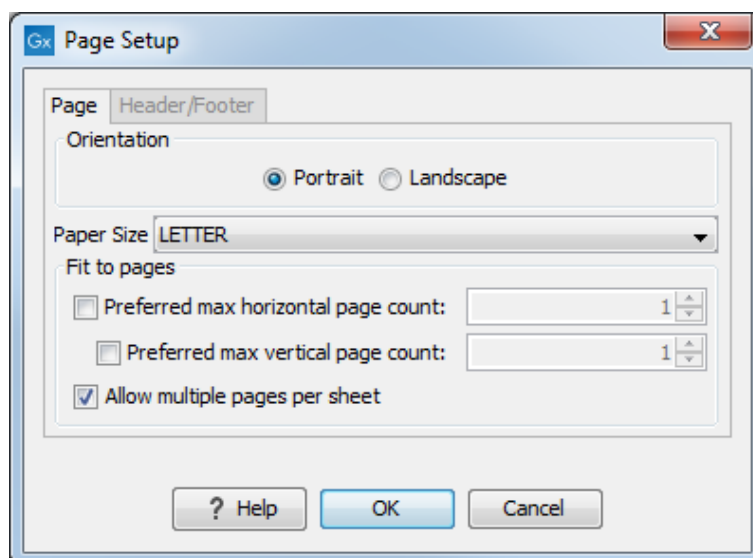 Gx Page Setup
Page Header/Footer
Orientation
Portrait Landscape
Paper Size LETTER
Fit to pages
Preferred max horizontal page count: 1
Preferred max vertical page count: 1
Allow multiple pages per sheet
? Help OK Cancel